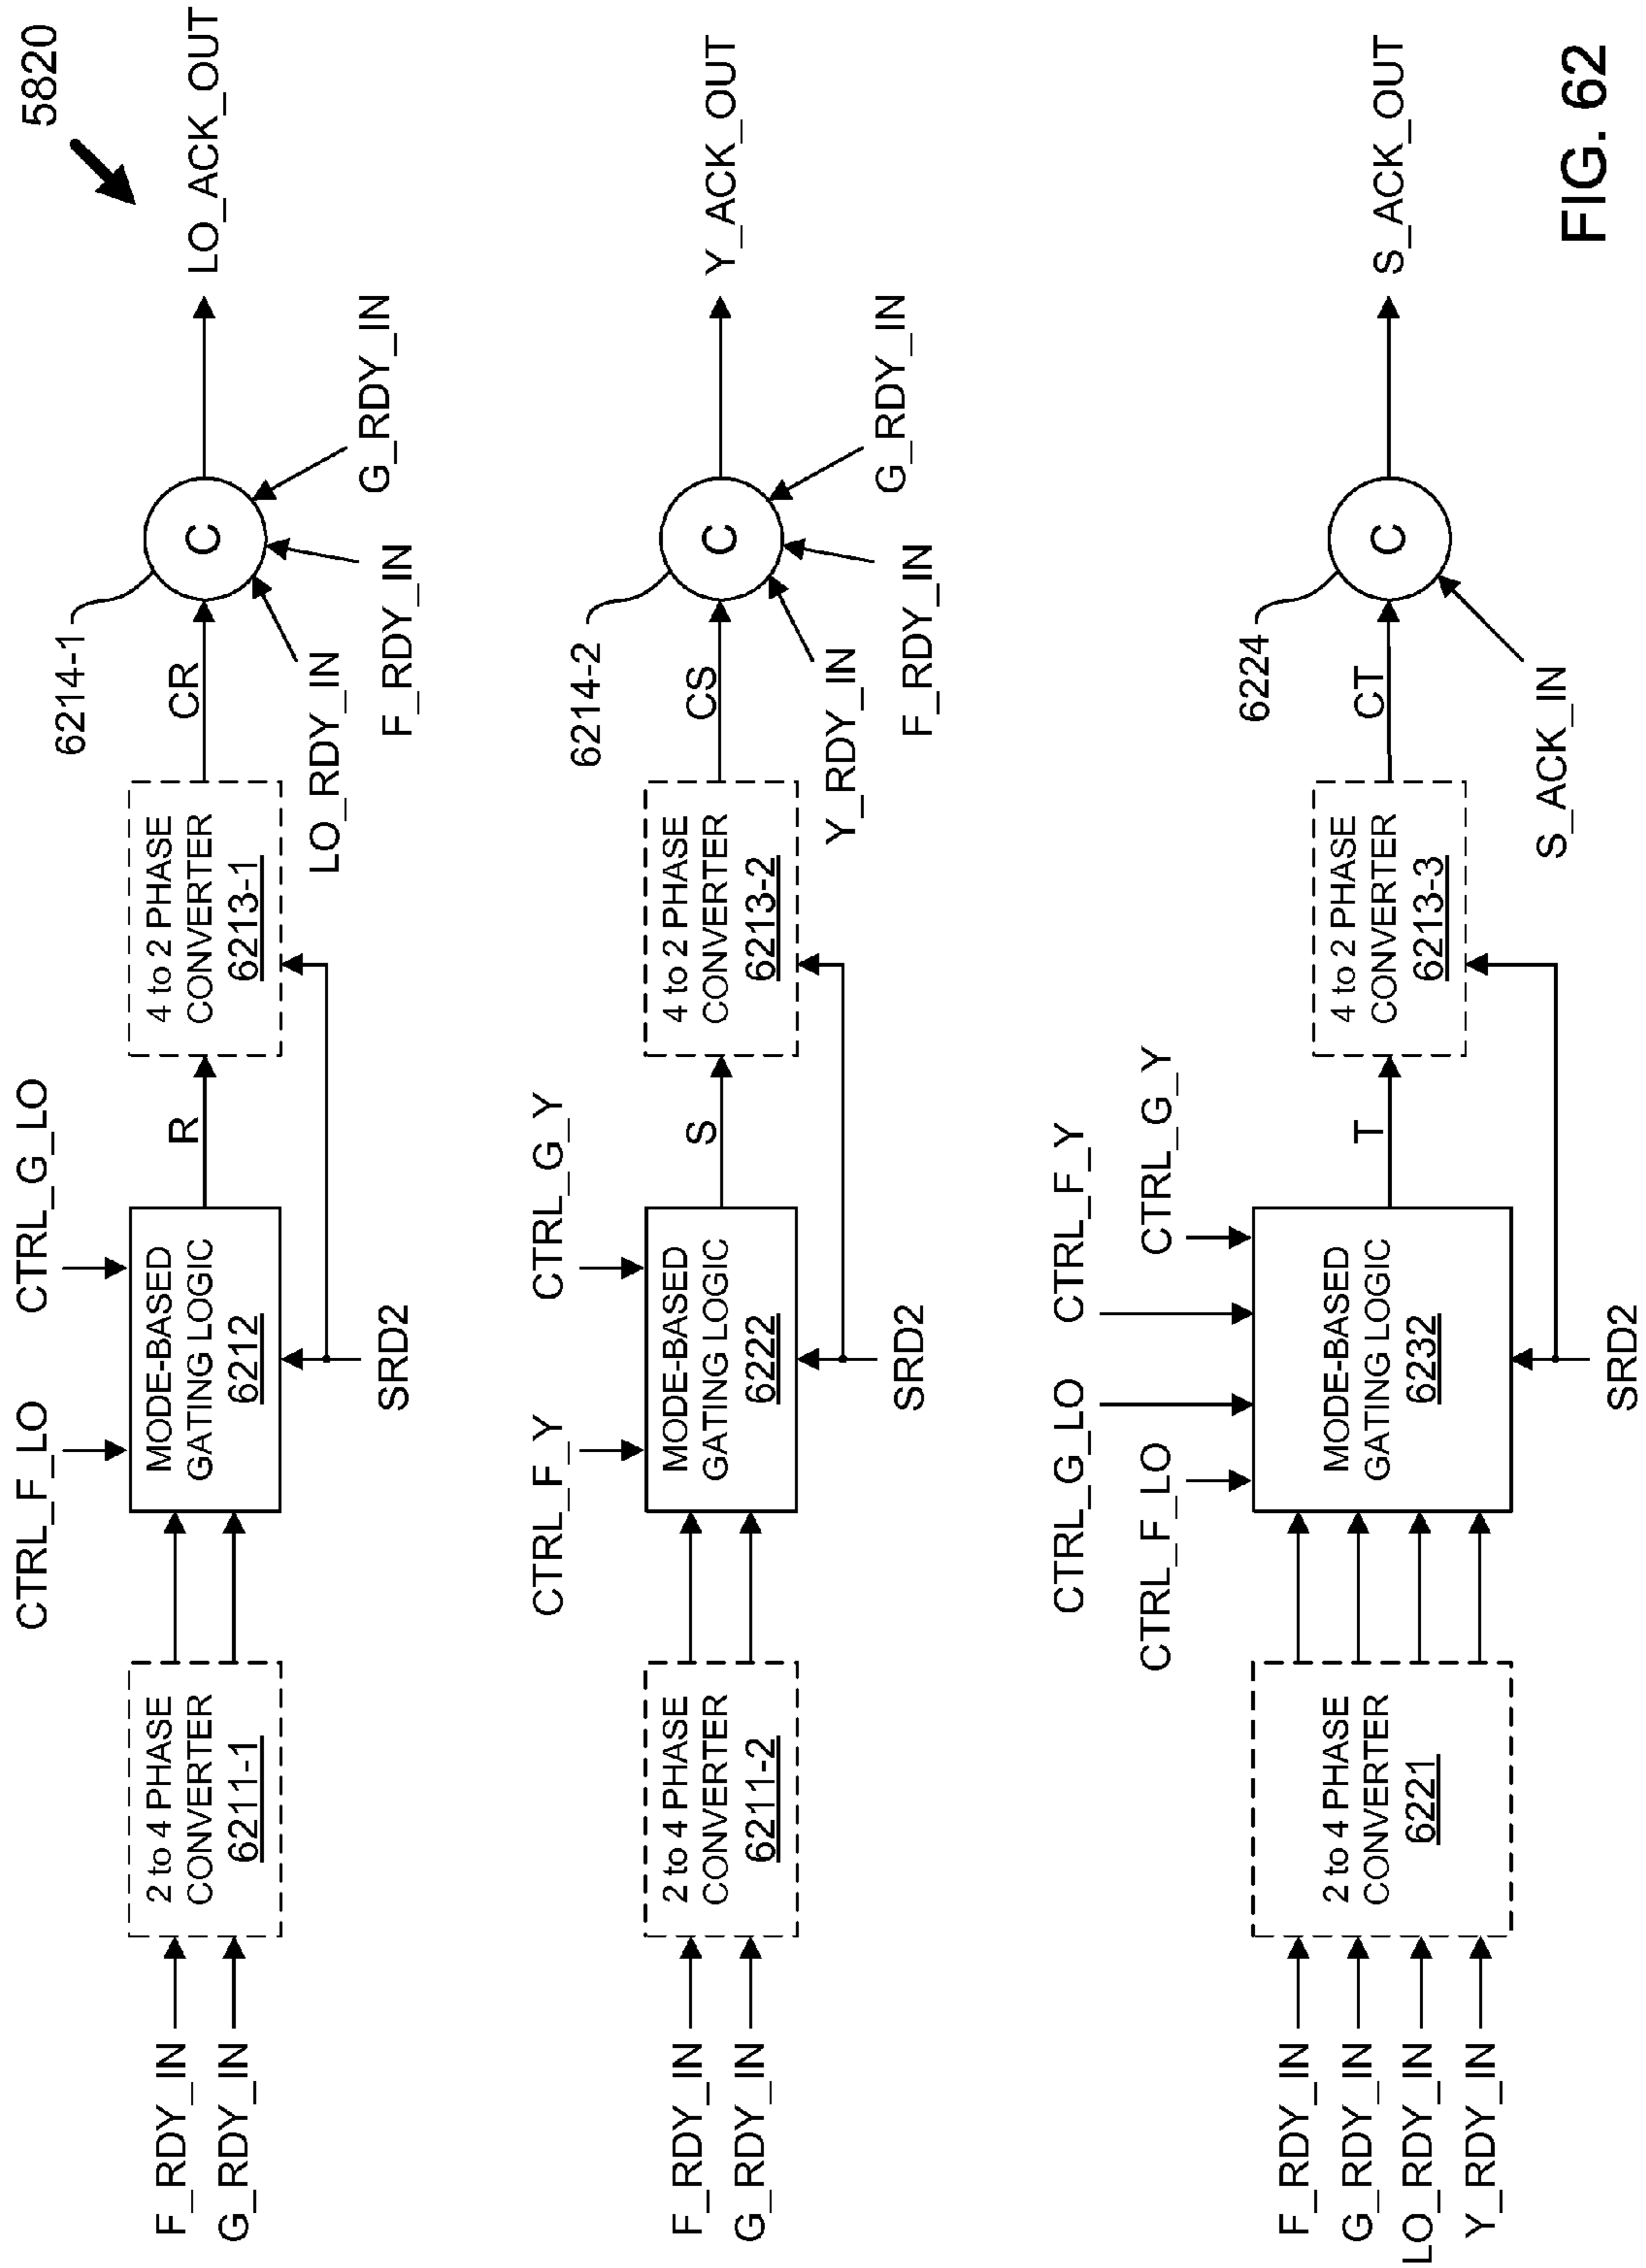 5820
CTRL_F_LO
CTRL_G_LO
F_RDY_IN
G_RDY_IN
2 to 4 PHASE
CONVERTER
6211-1
MODE-BASED
GATING LOGIC
6212
SRD2
R
4 to 2 PHASE
CONVERTER
6213-1
CR
6214-1
C
LO_RDY_IN
F_RDY_IN
G_RDY_IN
LO_ACK_OUT
CTRL_F_Y
CTRL_G_Y
F_RDY_IN
G_RDY_IN
2 to 4 PHASE
CONVERTER
6211-2
MODE-BASED
GATING LOGIC
6222
SRD2
S
4 to 2 PHASE
CONVERTER
6213-2
CS
6214-2
C
Y_RDY_IN
F_RDY_IN
G_RDY_IN
Y_ACK_OUT
CTRL_G_LO
CTRL_F_Y
CTRL_F_LO
CTRL_G_Y
F_RDY_IN
G_RDY_IN
LO_RDY_IN
Y_RDY_IN
2 to 4 PHASE
CONVERTER
6221
MODE-BASED
GATING LOGIC
6232
SRD2
T
4 to 2 PHASE
CONVERTER
6213-3
CT
6224
C
S_ACK_IN
S_ACK_OUT
FIG. 62